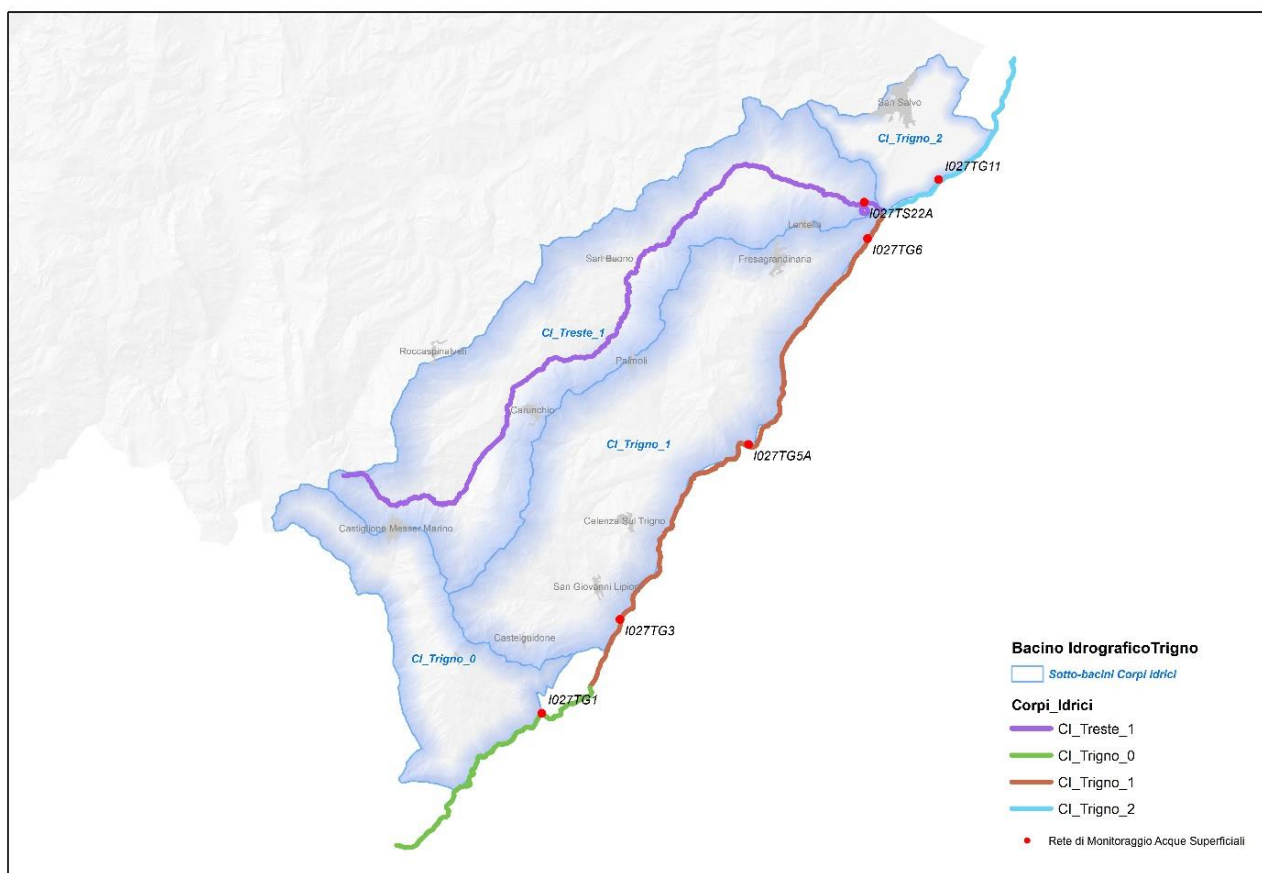 San Salvo
CI_Trigno_2
I027TG11
I027TS22A
Lentella
I027TG6
San Buono
Fresagrandinaria
CI_Treste_1
Roccaspinalveti
Palmoli
Carunchio
CI_Trigno_1
I027TG5A
Castiglione Messer Marino
Celenza Sul Trigno
San Giovanni Lipioni
I027TG3
Castelguidone
CI_Trigno_0
I027TG1
Bacino IdrograficoTrigno
Sotto-bacini Corpi idrici
Corpi_Idrici
CI_Treste_1
CI_Trigno_0
CI_Trigno_1
CI_Trigno_2
Rete di Monitoraggio Acque Superficiali